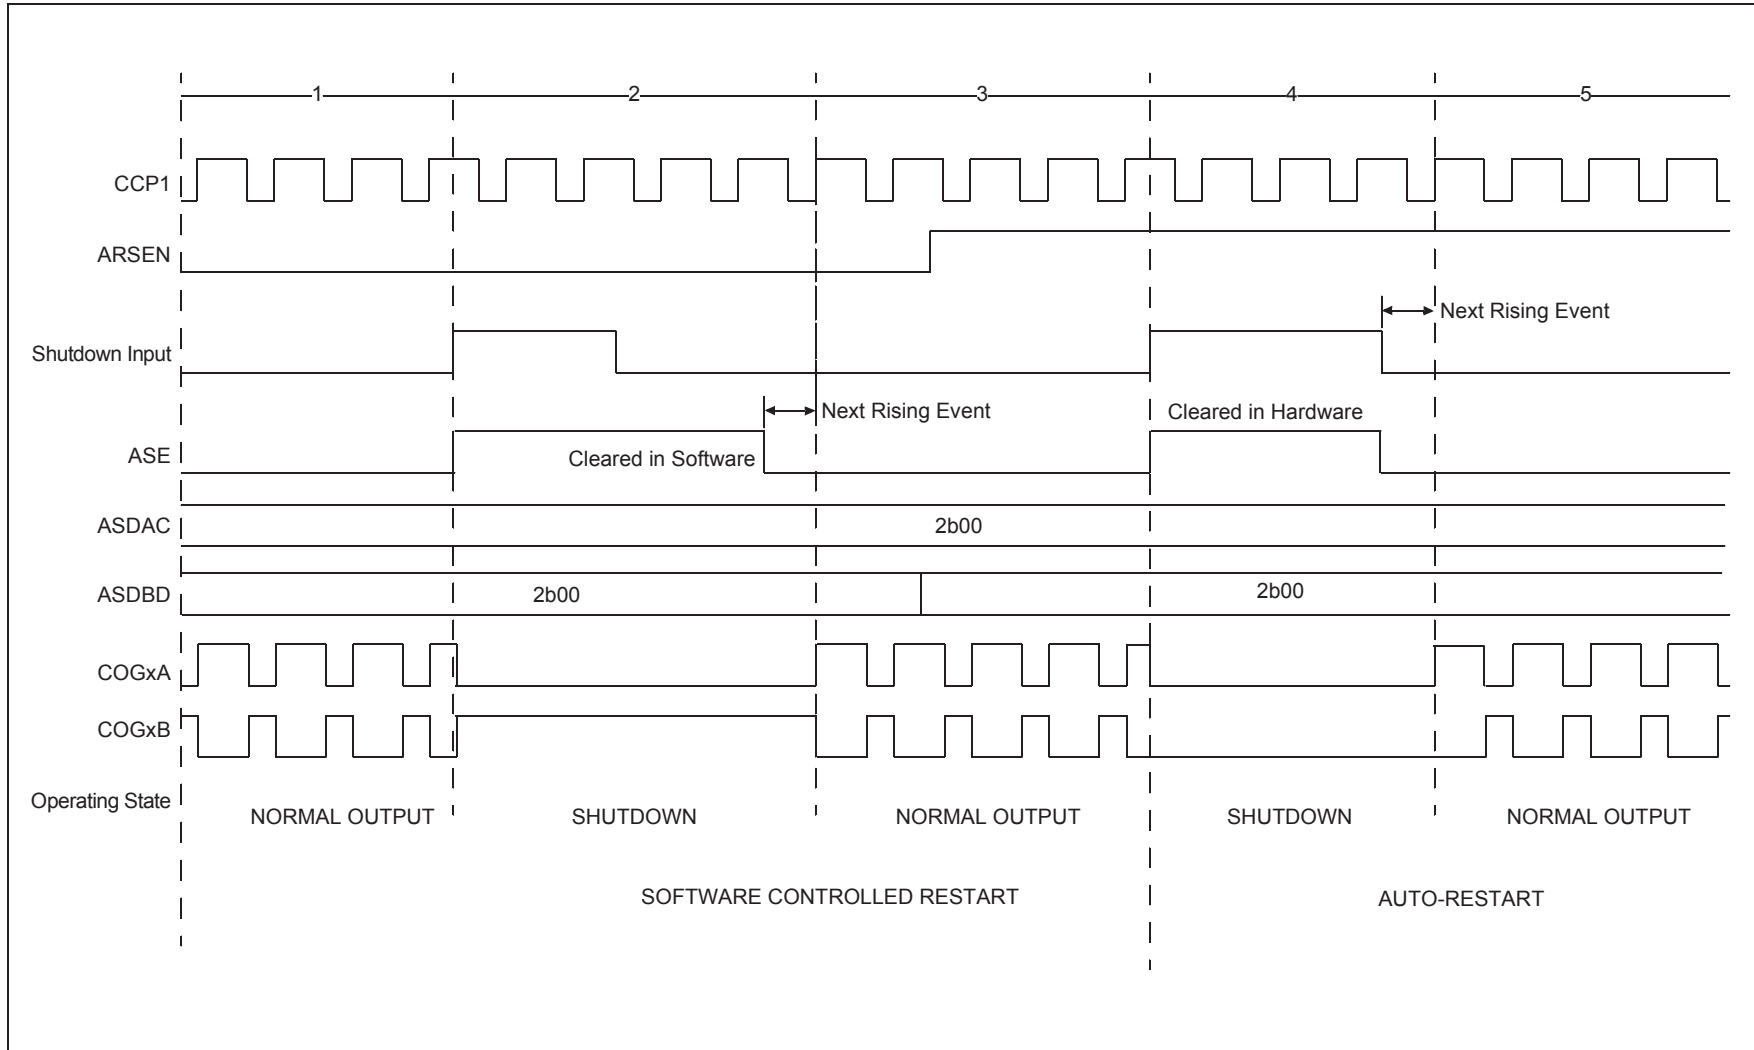 1 2 3 4 5
CCP1
ARSEN
Next Rising Event
Shutdown Input
Next Rising Event
Cleared in Hardware
ASE
Cleared in Software
ASDAC
2b00
ASDBD
2b00
2b00
COGxA
COGxB
Operating State
NORMAL OUTPUT
SHUTDOWN
NORMAL OUTPUT
SHUTDOWN
NORMAL OUTPUT
SOFTWARE CONTROLLED RESTART
AUTO-RESTART